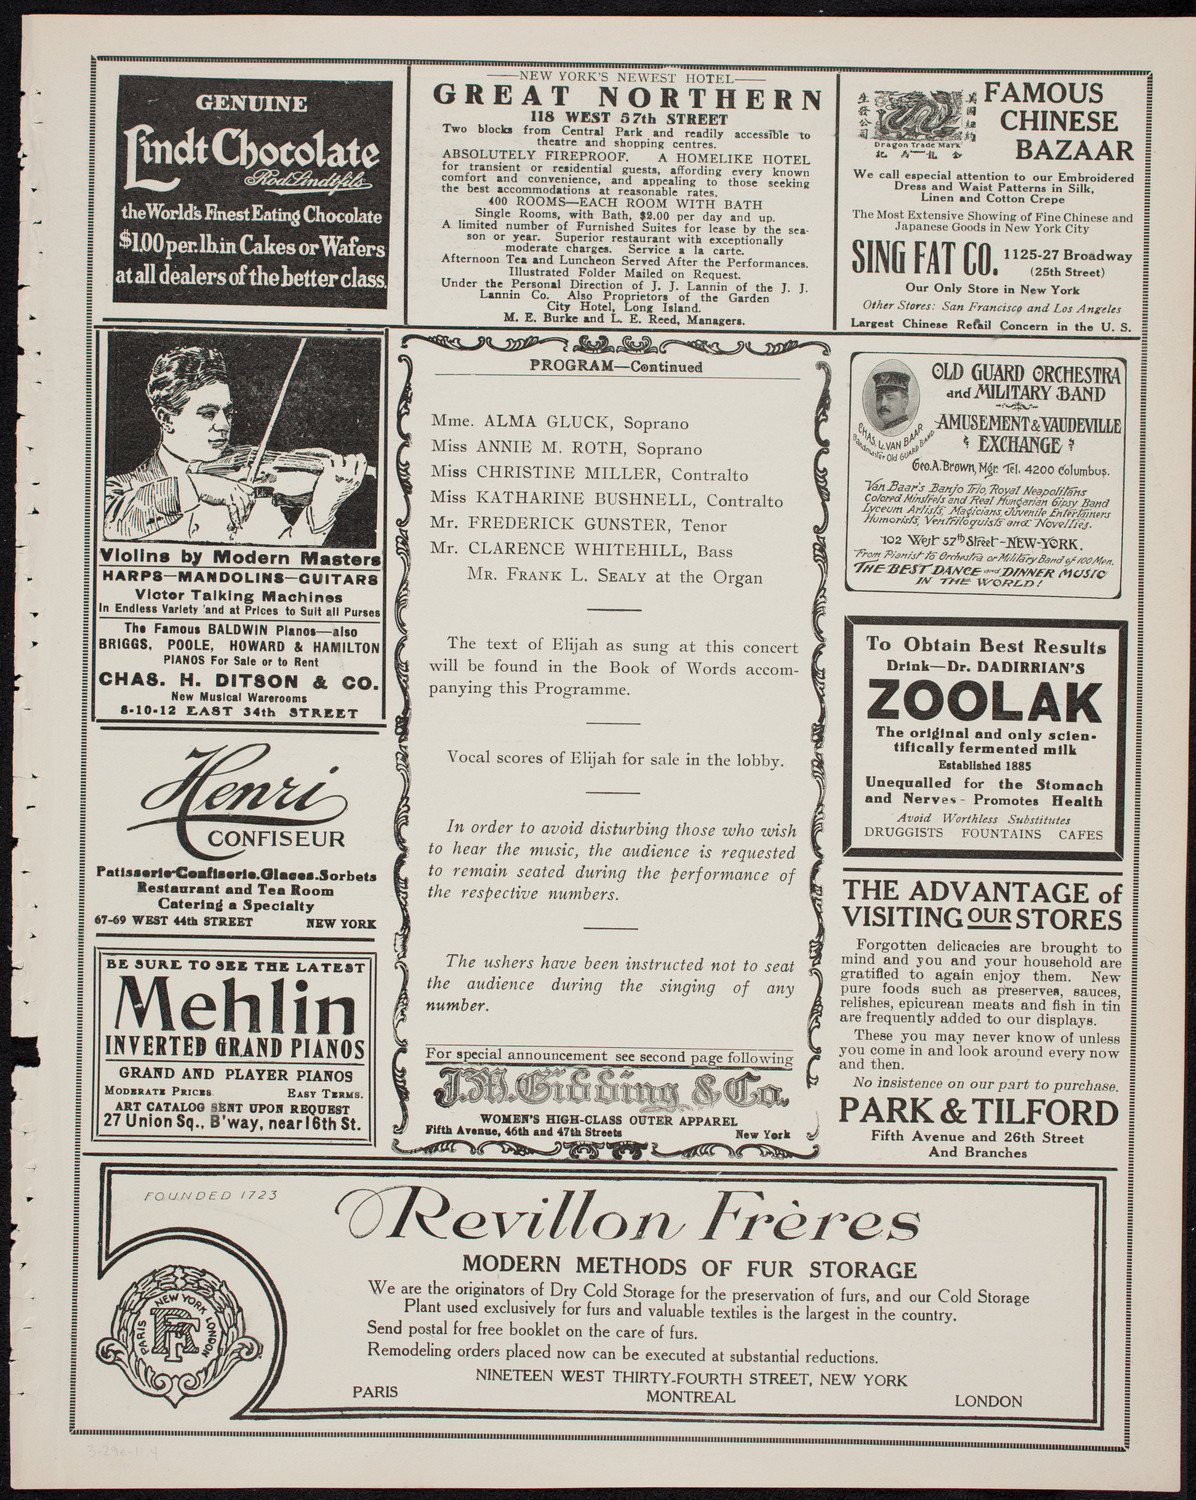 GENUINE
Lindt Chocolate
Rod. Lindt fils
the World's Finest Eating Chocolate
$1.00 per lb. in Cakes or Wafers
at all dealers of the better class.
NEW YORK'S NEWEST HOTEL
GREAT NORTHERN
118 WEST 57th STREET
Two blocks from Central Park and readily accessible to
theatre and shopping centres.
ABSOLUTELY FIREPROOF. A HOMELIKE HOTEL
for transient or residential guests, affording every known
comfort and convenience, and appealing to those seeking
the best accommodations at reasonable rates.
400 ROOMS—EACH ROOM WITH BATH
Single Rooms, with Bath, $2.00 per day and up.
A limited number of Furnished Suites for lease by the sea-
son or year. Superior restaurant with exceptionally
moderate charges. Service a la carte.
Afternoon Tea and Luncheon Served After the Performances.
Illustrated Folder Mailed on Request.
Under the Personal Direction of J. J. Lannin of the J. J.
Lannin Co. Also Proprietors of the Garden
City Hotel, Long Island.
M. E. Burke and L. E. Reed, Managers.
生發公司
美國紐約
Dragon Trade Mark
FAMOUS
CHINESE
BAZAAR
We call especial attention to our Embroidered
Dress and Waist Patterns in Silk,
Linen and Cotton Crepe
The Most Extensive Showing of Fine Chinese and
Japanese Goods in New York City
SING FAT CO. 1125-27 Broadway
(25th Street)
Our Only Store in New York
Other Stores: San Francisco and Los Angeles
Largest Chinese Retail Concern in the U. S.
Violins by Modern Masters
HARPS—MANDOLINS—GUITARS
Victor Talking Machines
In Endless Variety and at Prices to Suit all Purses
The Famous BALDWIN Pianos—also
BRIGGS, POOLE, HOWARD & HAMILTON
PIANOS For Sale or to Rent
CHAS. H. DITSON & CO.
New Musical Warerooms
8-10-12 EAST 34th STREET
Henri
CONFISEUR
Patisserie-Confiserie.Glaces.Sorbets
Restaurant and Tea Room
Catering a Specialty
67-69 WEST 44th STREET NEW YORK
BE SURE TO SEE THE LATEST
Mehlin
INVERTED GRAND PIANOS
GRAND AND PLAYER PIANOS
MODERATE PRICES EASY TERMS.
ART CATALOG SENT UPON REQUEST
27 Union Sq., B'way, near 16th St.
PROGRAM—Continued
Mme. ALMA GLUCK, Soprano
Miss ANNIE M. ROTH, Soprano
Miss CHRISTINE MILLER, Contralto
Miss KATHARINE BUSHNELL, Contralto
Mr. FREDERICK GUNSTER, Tenor
Mr. CLARENCE WHITEHILL, Bass
MR. FRANK L. SEALY at the Organ
The text of Elijah as sung at this concert
will be found in the Book of Words accom-
panying this Programme.
Vocal scores of Elijah for sale in the lobby.
In order to avoid disturbing those who wish
to hear the music, the audience is requested
to remain seated during the performance of
the respective numbers.
The ushers have been instructed not to seat
the audience during the singing of any
number.
For special announcement see second page following
J.M. Gidding & Co.
WOMEN'S HIGH-CLASS OUTER APPAREL
Fifth Avenue, 46th and 47th Streets New York
CHAS. L. VAN BAAR
Bandmaster Old GUARD BAND
OLD GUARD ORCHESTRA
and MILITARY BAND
AMUSEMENT & VAUDEVILLE
EXCHANGE
Geo. A. Brown, Mgr. Tel. 4200 Columbus.
Van Baar's Banjo Trio, Royal Neapolitans
Colored Minstrels and Real Hungarian Gipsy Band
Lyceum Artists, Magicians, Juvenile Entertainers
Humorists, Ventriloquists and Novelties.
102 West 57th Street-NEW-YORK.
From Pianist to Orchestra or Military Band of 100 Men.
THE BEST DANCE and DINNER MUSIC
IN THE WORLD!
To Obtain Best Results
Drink—Dr. DADIRRIAN'S
ZOOLAK
The original and only scien-
tifically fermented milk
Established 1885
Unequalled for the Stomach
and Nerves - Promotes Health
Avoid Worthless Substitutes
DRUGGISTS FOUNTAINS CAFES
THE ADVANTAGE of
VISITING OUR STORES
Forgotten delicacies are brought to
mind and you and your household are
gratified to again enjoy them. New
pure foods such as preserves, sauces,
relishes, epicurean meats and fish in tin
are frequently added to our displays.
These you may never know of unless
you come in and look around every now
and then.
No insistence on our part to purchase.
PARK & TILFORD
Fifth Avenue and 26th Street
And Branches
FOUNDED 1723
PARIS NEW YORK LONDON
RF
Revillon Frères
MODERN METHODS OF FUR STORAGE
We are the originators of Dry Cold Storage for the preservation of furs, and our Cold Storage
Plant used exclusively for furs and valuable textiles is the largest in the country.
Send postal for free booklet on the care of furs.
Remodeling orders placed now can be executed at substantial reductions.
NINETEEN WEST THIRTY-FOURTH STREET, NEW YORK
PARIS MONTREAL LONDON